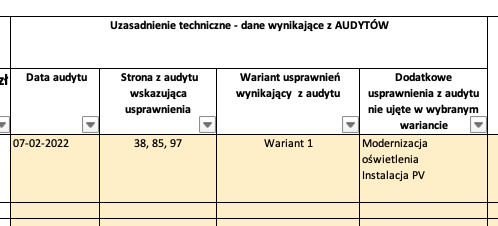 Uzasadnienie techniczne - dane wynikające z AUDYTÓW
zł
Data audytu
Strona z audytu
wskazująca
usprawnienia
Wariant usprawnień
wynikający z audytu
Dodatkowe
usprawnienia z audytu
nie ujęte w wybranym
wariancie
07-02-2022
38, 85, 97
Wariant 1
Modernizacja
oświetlenia
Instalacja PV